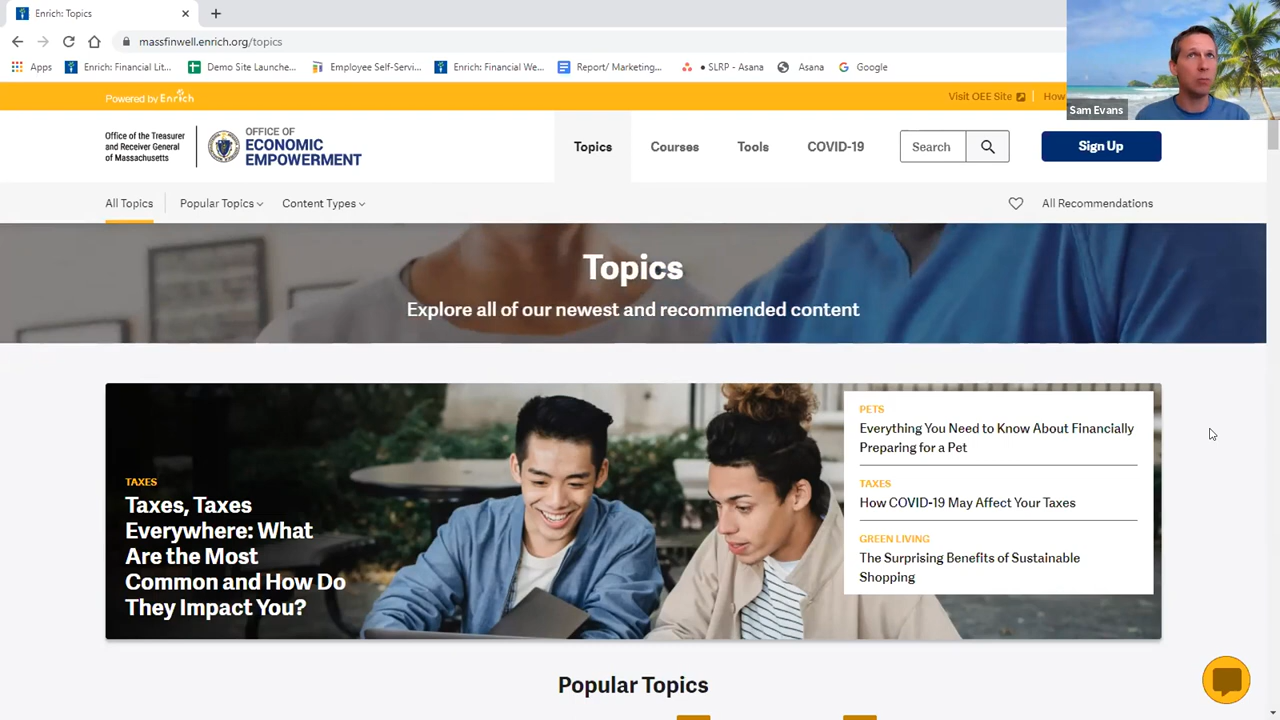 Enrich: Topics
massfinwell.enrich.org/topics
Apps
Enrich: Financial Lit...
Demo Site Launche...
Employee Self-Servi...
Enrich: Financial We...
Report/ Marketing...
SLRP - Asana
Asana
Google
Sam Evans
Powered by Enrich
Visit OEE Site
How
Office of the Treasurer
and Receiver General
of Massachusetts
OFFICE OF
ECONOMIC
EMPOWERMENT
Topics
Courses
Tools
COVID-19
Search
Sign Up
All Topics
Popular Topics
Content Types
All Recommendations
Topics
Explore all of our newest and recommended content
TAXES
Taxes, Taxes
Everywhere: What
Are the Most
Common and How Do
They Impact You?
PETS
Everything You Need to Know About Financially
Preparing for a Pet
TAXES
How COVID-19 May Affect Your Taxes
GREEN LIVING
The Surprising Benefits of Sustainable
Shopping
Popular Topics